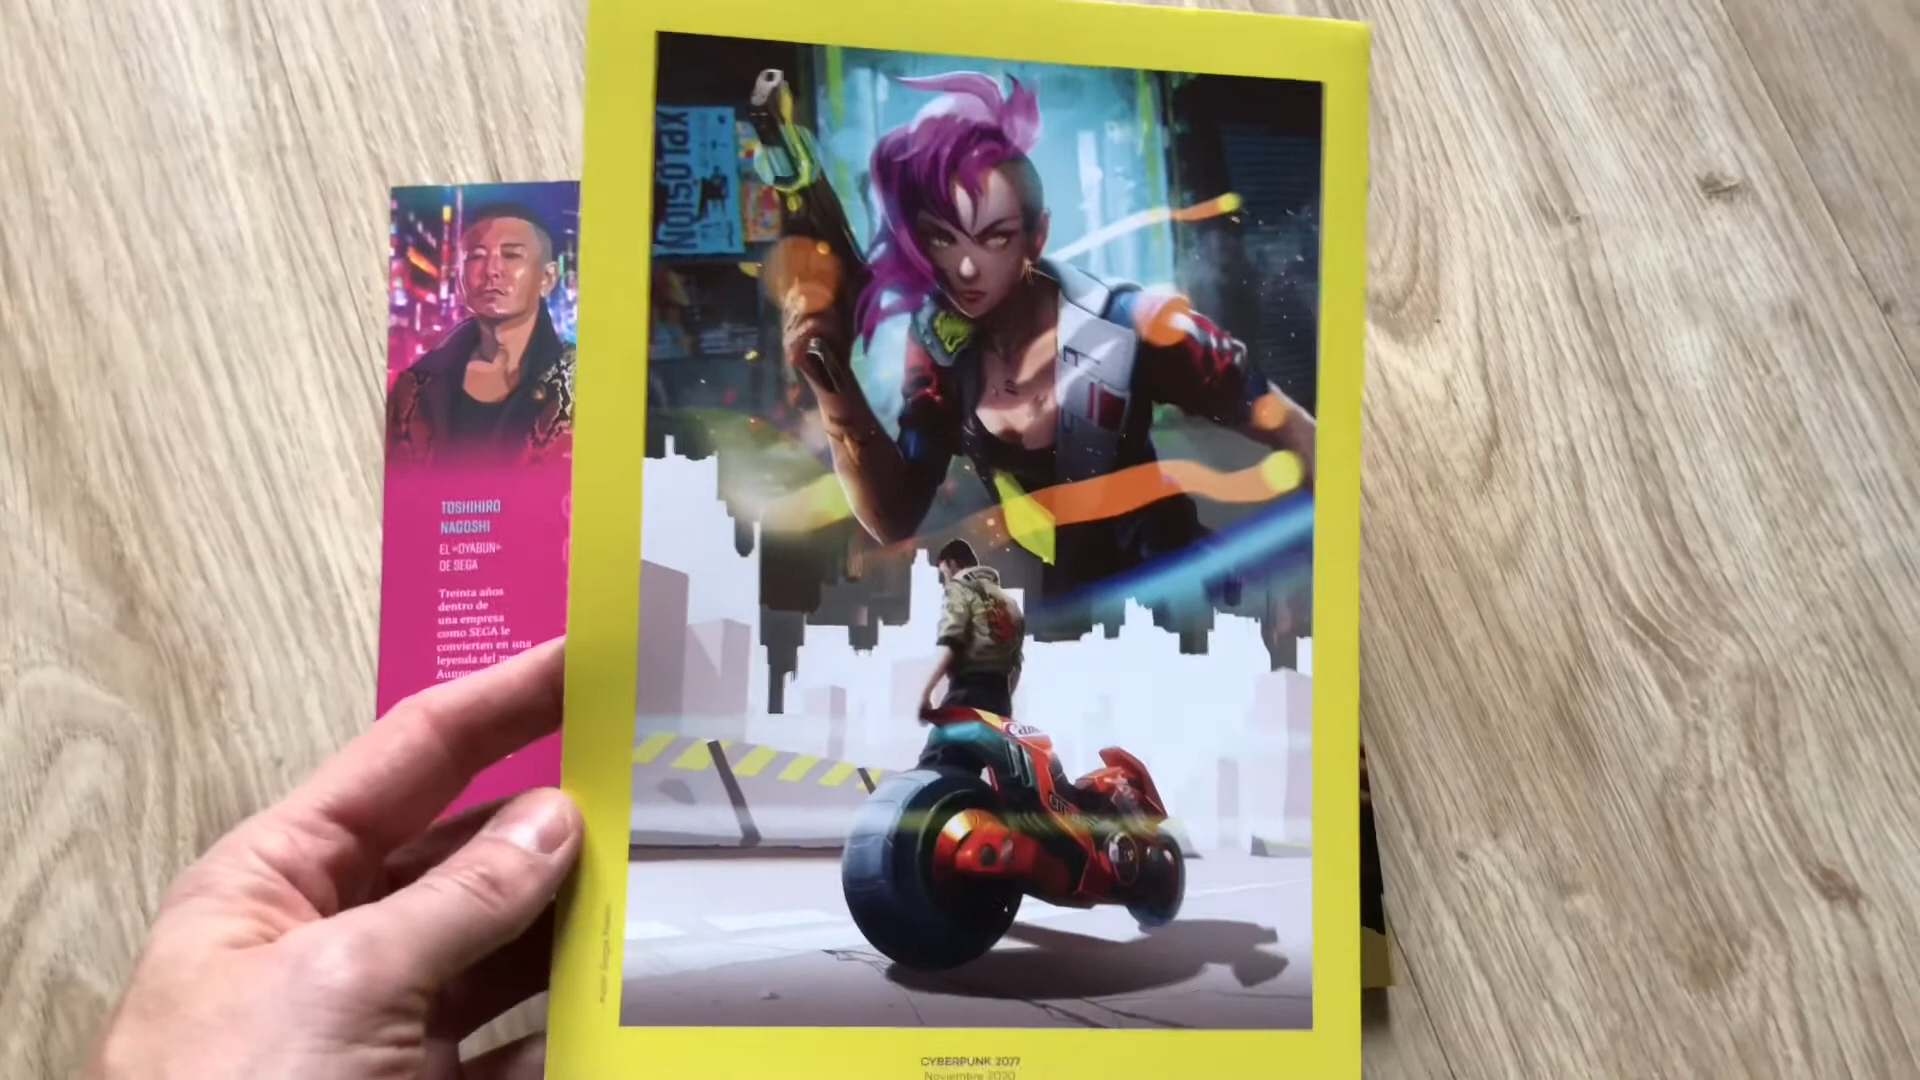 XPLOSION
TOSHIHIRO
NAGOSHI
EL «OYABUN»
DE SEGA
Treinta años
dentro de
una empresa
como SEGA le
convierten en una
leyenda del
CYBERPUNK 2077
Noviembre 2020